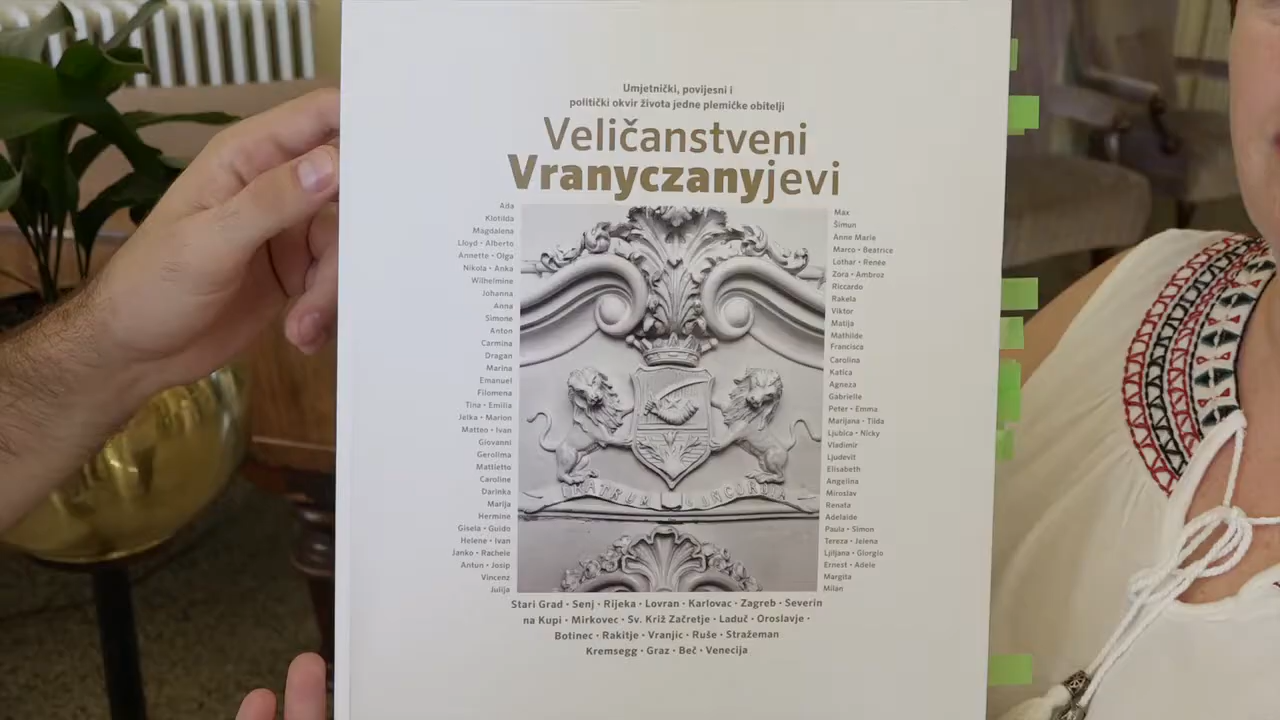 Umjetnički, povijesni i
politički okvir života jedne plemićke obitelji
Veličanstveni
Vranyczanyjevi
Aita
Klotilda
Magdalena
Lloyd • Alberto
Annette • Olga
Nikola • Anka
Wilhelmine
Johanna
Anna
Simone
Anton
Carmina
Dragan
Marina
Emanuel
Filomena
Tina • Emilia
Jelka • Marion
Matteo • Ivan
Giovanni
Gerolima
Mattietto
Caroline
Darinka
Marija
Hermine
Gisela • Guido
Helene • Ivan
Janko • Rachele
Antun • Josip
Vincenz
Julija
Max
Šimun
Anne Marie
Marco • Beatrice
Lothar • Renée
Zora • Ambroz
Riccardo
Rakela
Viktor
Matija
Mathilde
Francisca
Carolina
Katica
Agneza
Gabrielle
Peter • Emma
Marijana • Tilda
Ljubica • Nicky
Vladimir
Ljudevit
Elisabeth
Angelina
Miroslav
Renata
Adelaide
Paula • Simon
Tereza • Jelena
Ljiljana • Giorgio
Ernest • Adele
Margita
Milan
FRATRUM CONCORDIA
Stari Grad • Senj • Rijeka • Lovran • Karlovac • Zagreb • Severin
na Kupi • Mirkovec • Sv. Križ Začretje • Laduč • Oroslavje •
Botinec • Rakitje • Vranjic • Ruše • Stražeman
Kremsegg • Graz • Beč • Venecija